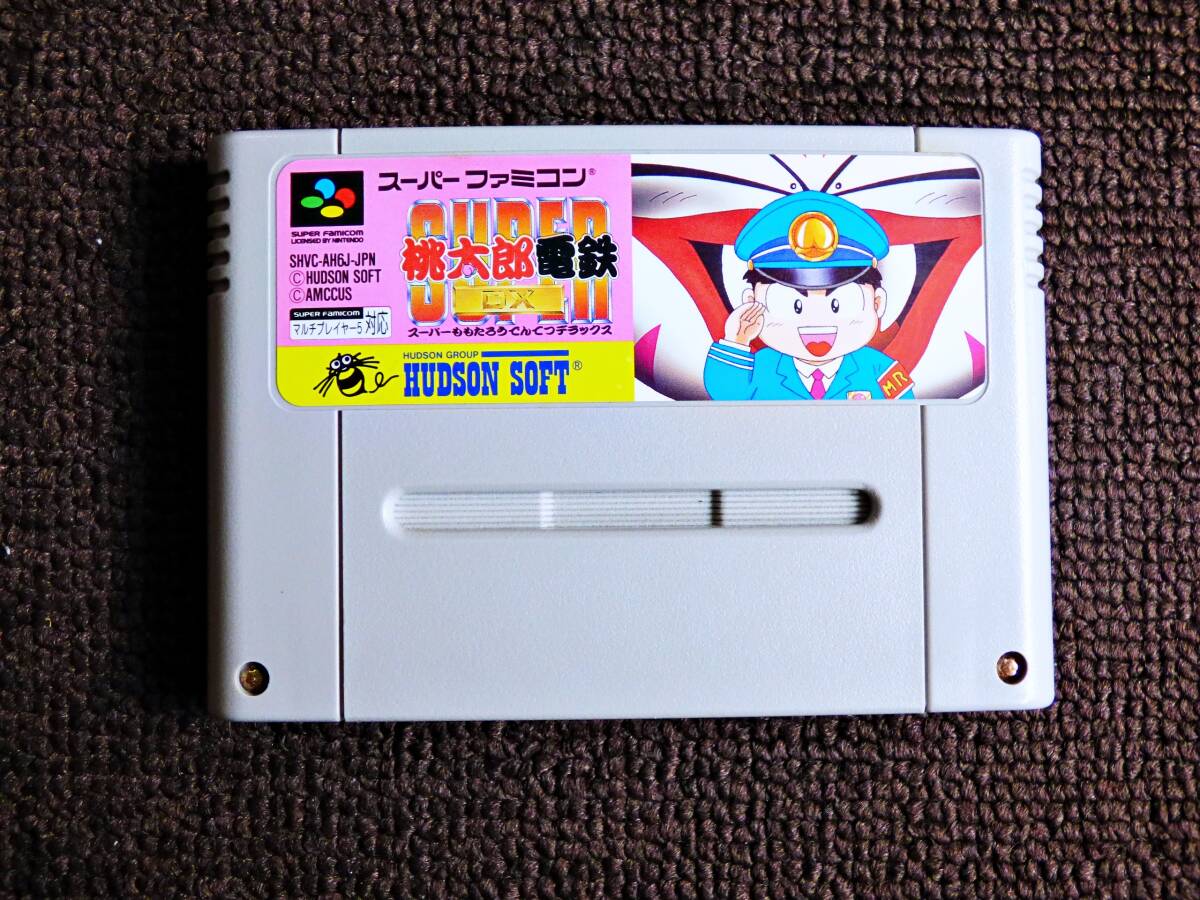 スーパーファミコン®
SUPER FAMICOM
LICENSED BY NINTENDO
SHVC-AH6J-JPN
©HUDSON SOFT
©AMCCUS
SUPER FAMICOM
マルチプレイヤー5 対応
SUPER
桃太郎電鉄
DX
スーパーももたろうでんてつデラックス
HUDSON GROUP
HUDSON SOFT®
MR